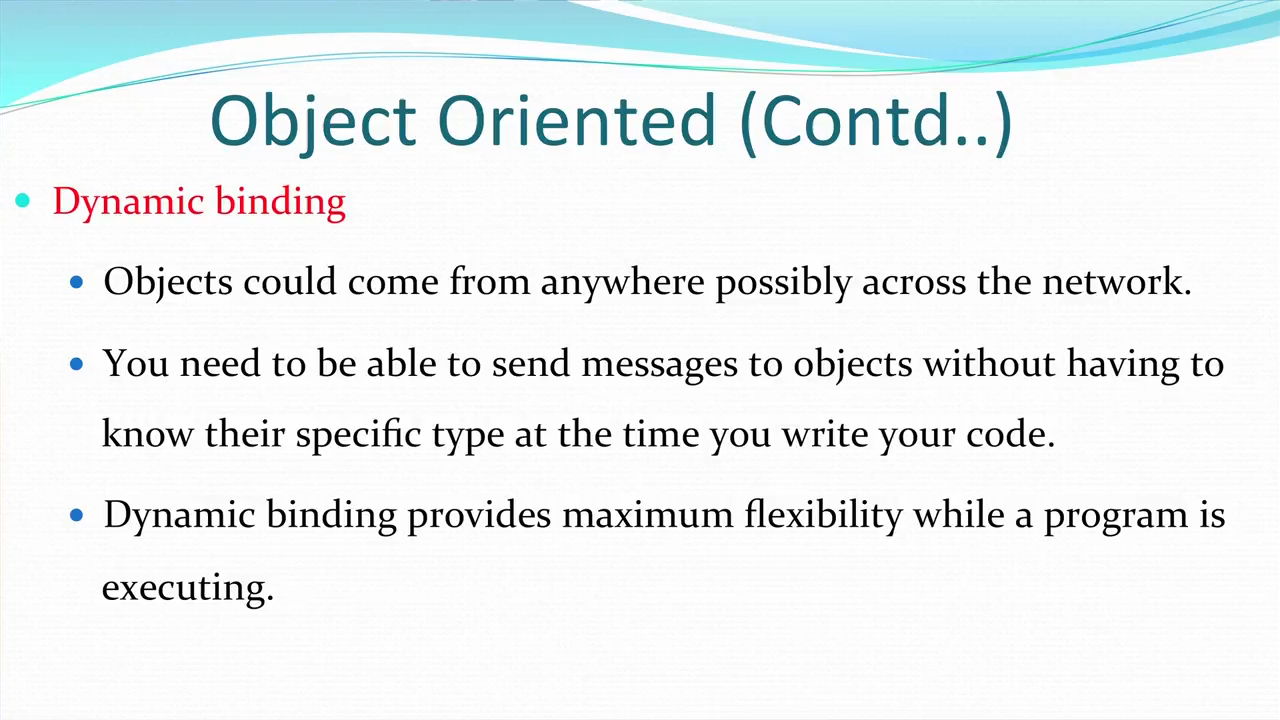 Object Oriented (Contd..)
• Dynamic binding
• Objects could come from anywhere possibly across the network.
• You need to be able to send messages to objects without having to
know their specific type at the time you write your code.
• Dynamic binding provides maximum flexibility while a program is
executing.